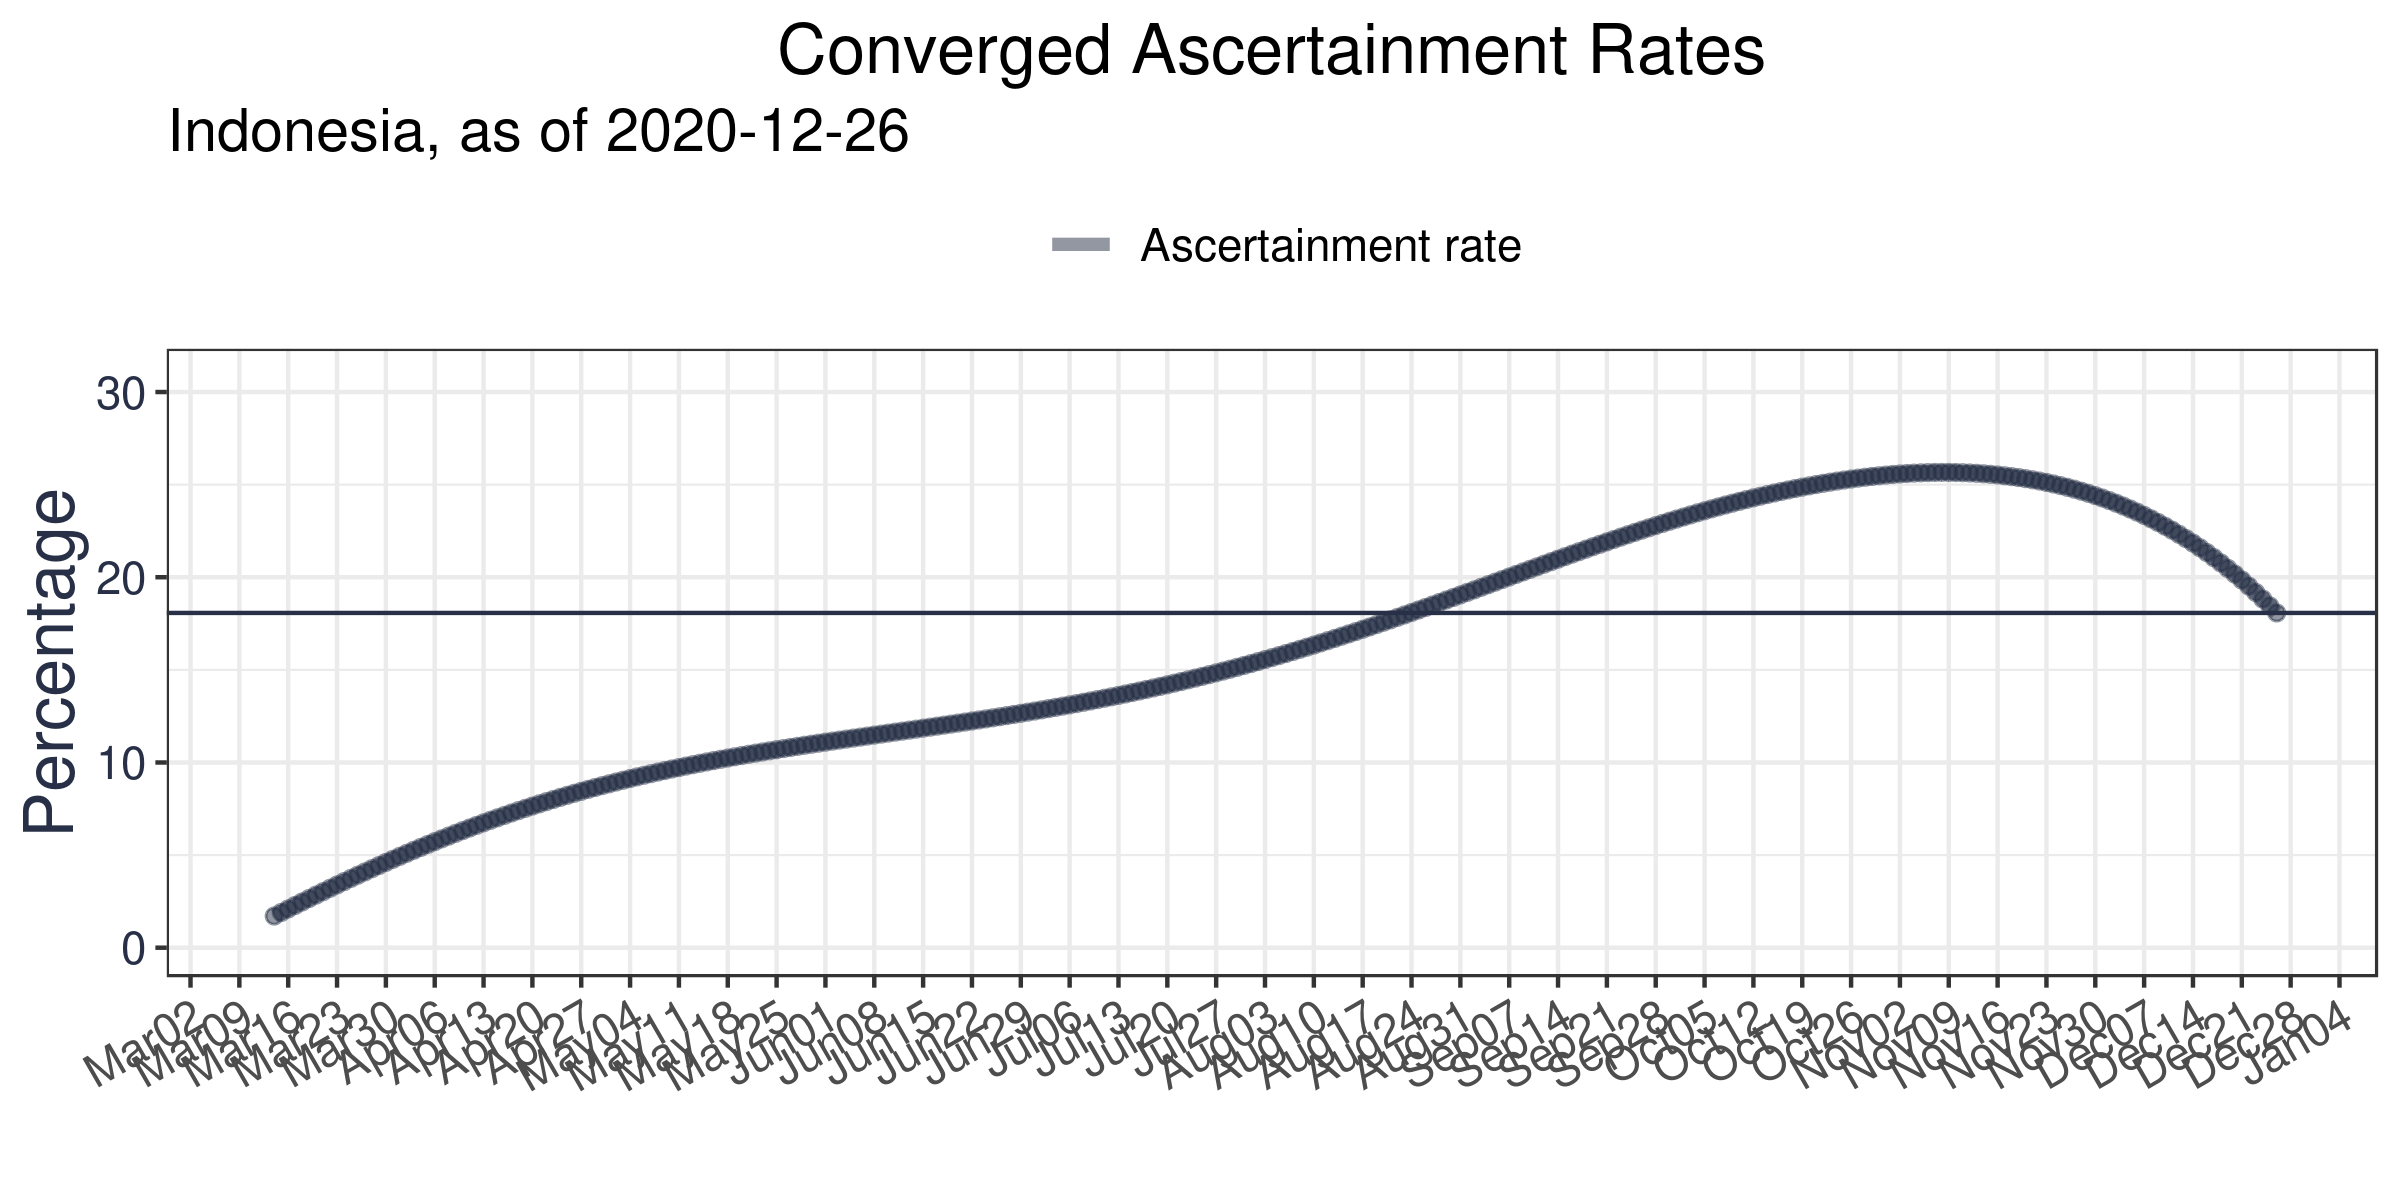 Converged Ascertainment Rates
Indonesia, as of 2020-12-26
Ascertainment rate
Percentage
30
20
10
0
Mar02
Mar09
Mar16
Mar23
Mar30
Apr06
Apr13
Apr20
Apr27
May04
May11
May18
May25
Jun01
Jun08
Jun15
Jun22
Jun29
Jul06
Jul13
Jul20
Jul27
Aug03
Aug10
Aug17
Aug24
Aug31
Sep07
Sep14
Sep21
Sep28
Oct05
Oct12
Oct19
Oct26
Nov02
Nov09
Nov16
Nov23
Nov30
Dec07
Dec14
Dec21
Dec28
Jan04